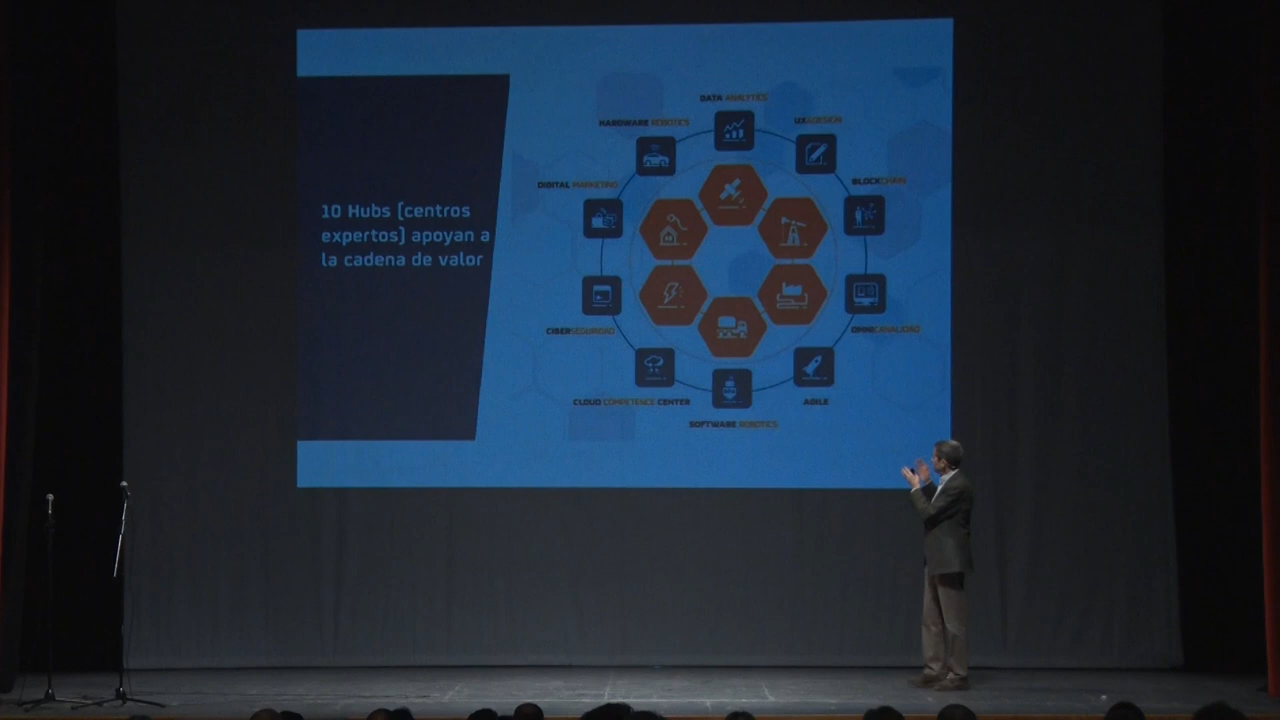 10 Hubs [centros
expertos] apoyan a
la cadena de valor
DATA ANALYTICS
HARDWARE ROBOTICS
UX&DESIGN
DIGITAL MARKETING
BLOCKCHAIN
CIBERSEGURIDAD
OMNICANALIDAD
CLOUD COMPETENCE CENTER
AGILE
SOFTWARE ROBOTICS